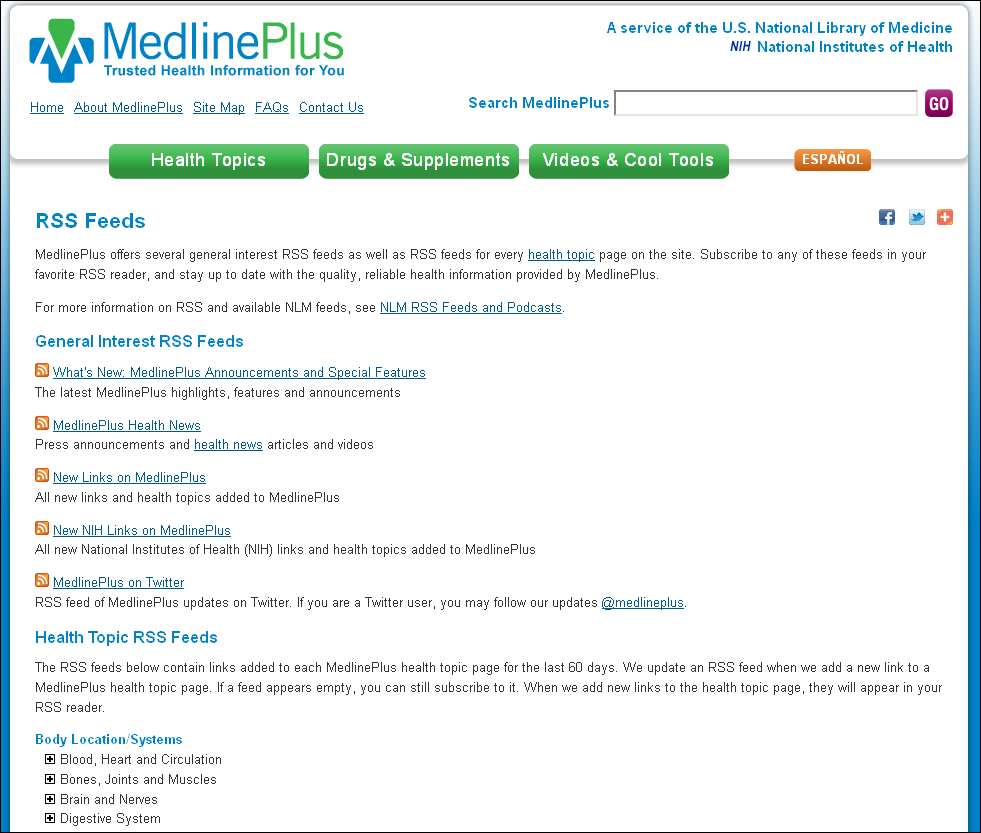 MedlinePlus
Trusted Health Information for You
A service of the U.S. National Library of Medicine
NIH National Institutes of Health
Home About MedlinePlus Site Map FAQs Contact Us
Search MedlinePlus GO
Health Topics Drugs & Supplements Videos & Cool Tools ESPAÑOL
RSS Feeds
MedlinePlus offers several general interest RSS feeds as well as RSS feeds for every health topic page on the site. Subscribe to any of these feeds in your
favorite RSS reader, and stay up to date with the quality, reliable health information provided by MedlinePlus.
For more information on RSS and available NLM feeds, see NLM RSS Feeds and Podcasts.
General Interest RSS Feeds
What's New: MedlinePlus Announcements and Special Features
The latest MedlinePlus highlights, features and announcements
MedlinePlus Health News
Press announcements and health news articles and videos
New Links on MedlinePlus
All new links and health topics added to MedlinePlus
New NIH Links on MedlinePlus
All new National Institutes of Health (NIH) links and health topics added to MedlinePlus
MedlinePlus on Twitter
RSS feed of MedlinePlus updates on Twitter. If you are a Twitter user, you may follow our updates @medlineplus.
Health Topic RSS Feeds
The RSS feeds below contain links added to each MedlinePlus health topic page for the last 60 days. We update an RSS feed when we add a new link to a
MedlinePlus health topic page. If a feed appears empty, you can still subscribe to it. When we add new links to the health topic page, they will appear in your
RSS reader.
Body Location/Systems
Blood, Heart and Circulation
Bones, Joints and Muscles
Brain and Nerves
Digestive System